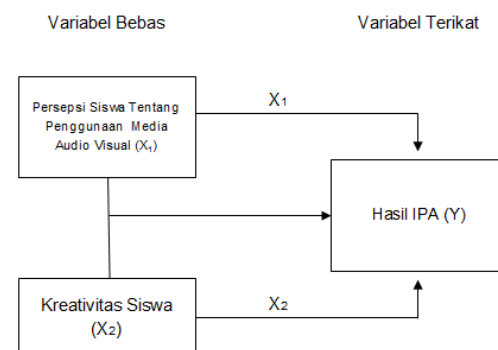 Variabel Bebas
Variabel Terikat
Persepsi Siswa Tentang
Penggunaan Media
Audio Visual (X₁)
X₁
Hasil IPA (Y)
Kreativitas Siswa
(X₂)
X₂